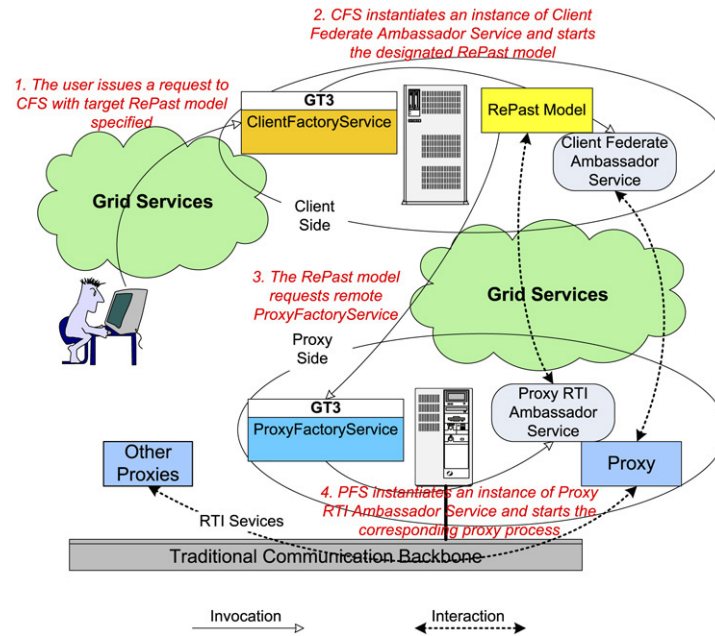 2. CFS instantiates an instance of Client
Federate Ambassador Service and starts
the designated RePast model
1. The user issues a request to
CFS with target RePast model
specified
GT3
ClientFactoryService
RePast Model
Client Federate
Ambassador
Service
Grid Services
Client
Side
3. The RePast model
requests remote
ProxyFactoryService
Grid Services
Proxy
Side
GT3
ProxyFactoryService
Proxy RTI
Ambassador
Service
Other
Proxies
Proxy
4. PFS instantiates an instance of Proxy
RTI Ambassador Service and starts the
corresponding proxy process
RTI Sevices
Traditional Communication Backbone
Invocation
Interaction